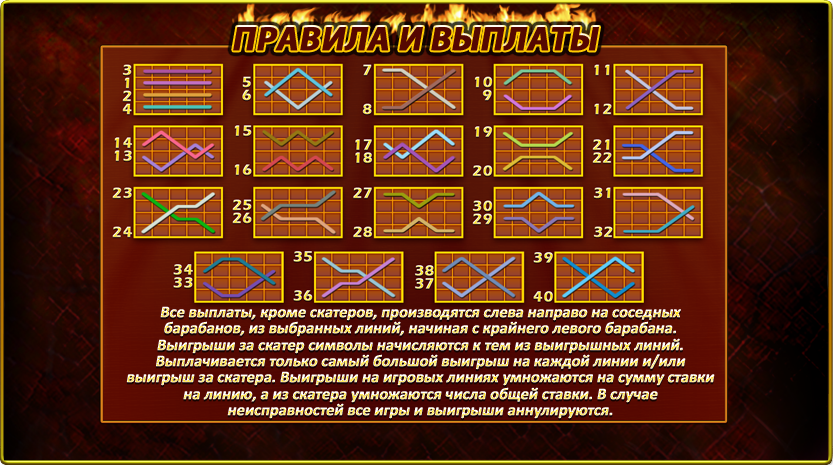 ПРАВИЛА И ВЫПЛАТЫ
3 5 7 10 11
1 6 8 9 12
2
4
14 15 17 19 21
13 16 18 20 22
23 25 27 30 31
24 26 28 29 32
34 35 38 39
33 36 37 40
Все выплаты, кроме скатеров, производятся слева направо на соседных
барабанов, из выбранных линий, начиная с крайнего левого барабана.
Выигрыши за скатер символы начисляются к тем из выигрышных линий.
Выплачивается только самый большой выигрыш на каждой линии и/или
выигрыш за скатера. Выигрыши на игровых линиях умножаются на сумму ставки
на линию, а из скатера умножаются числа общей ставки. В случае
неисправностей все игры и выигрыши аннулируются.